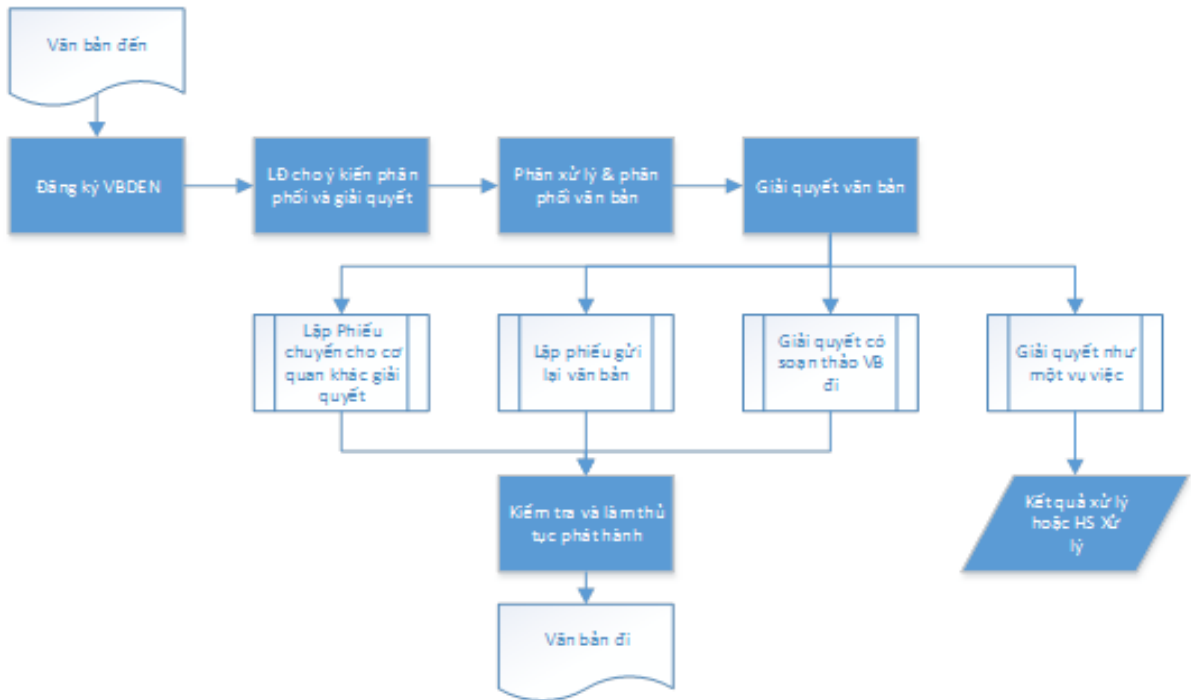 Văn bản đến
Đăng ký VBDEN
LĐ cho ý kiến phân
phối và giải quyết
Phân xử lý & phân
phối văn bản
Giải quyết văn bản
Lập Phiếu
chuyển cho cơ
quan khác giải
quyết
Lập phiếu gửi
lại văn bản
Giải quyết có
soạn thảo VB
đi
Giải quyết như
một vụ việc
Kiểm tra và làm thủ
tục phát hành
Kết quả xử lý
hoặc HS Xử
lý
Văn bản đi